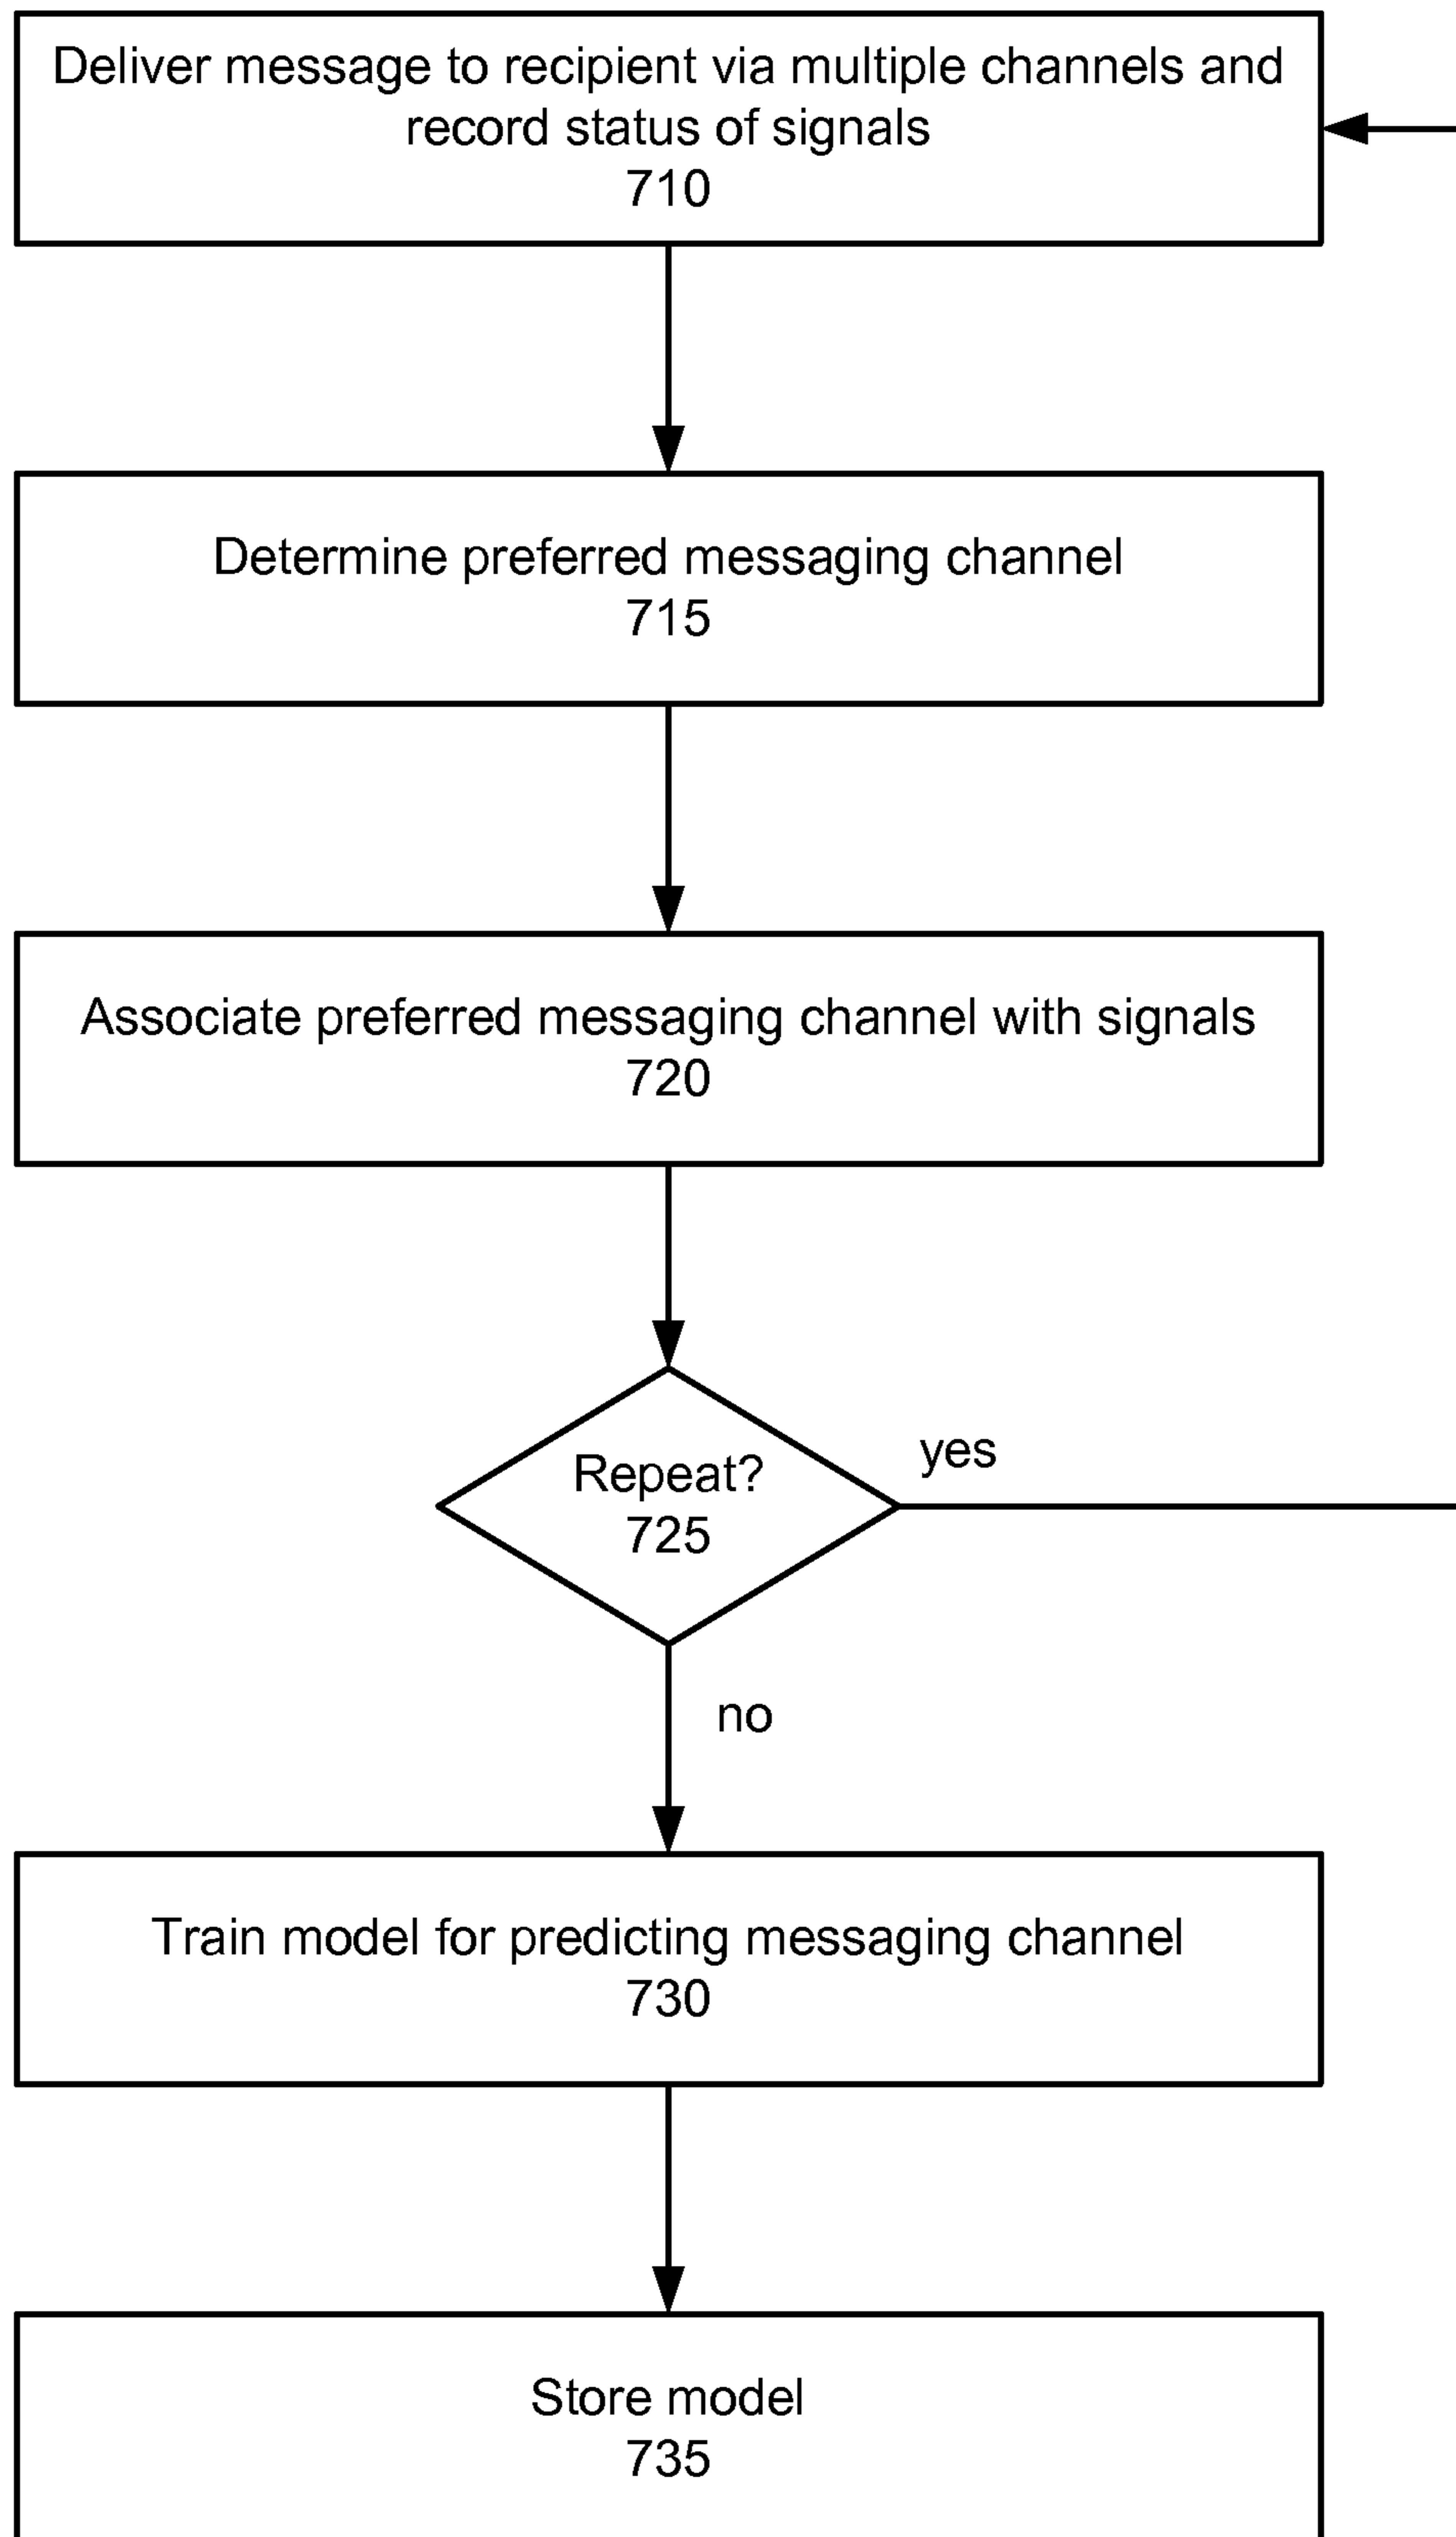 Deliver message to recipient via multiple channels and
record status of signals
710
Determine preferred messaging channel
715
Associate preferred messaging channel with signals
720
Repeat?
725
yes
no
Train model for predicting messaging channel
730
Store model
735